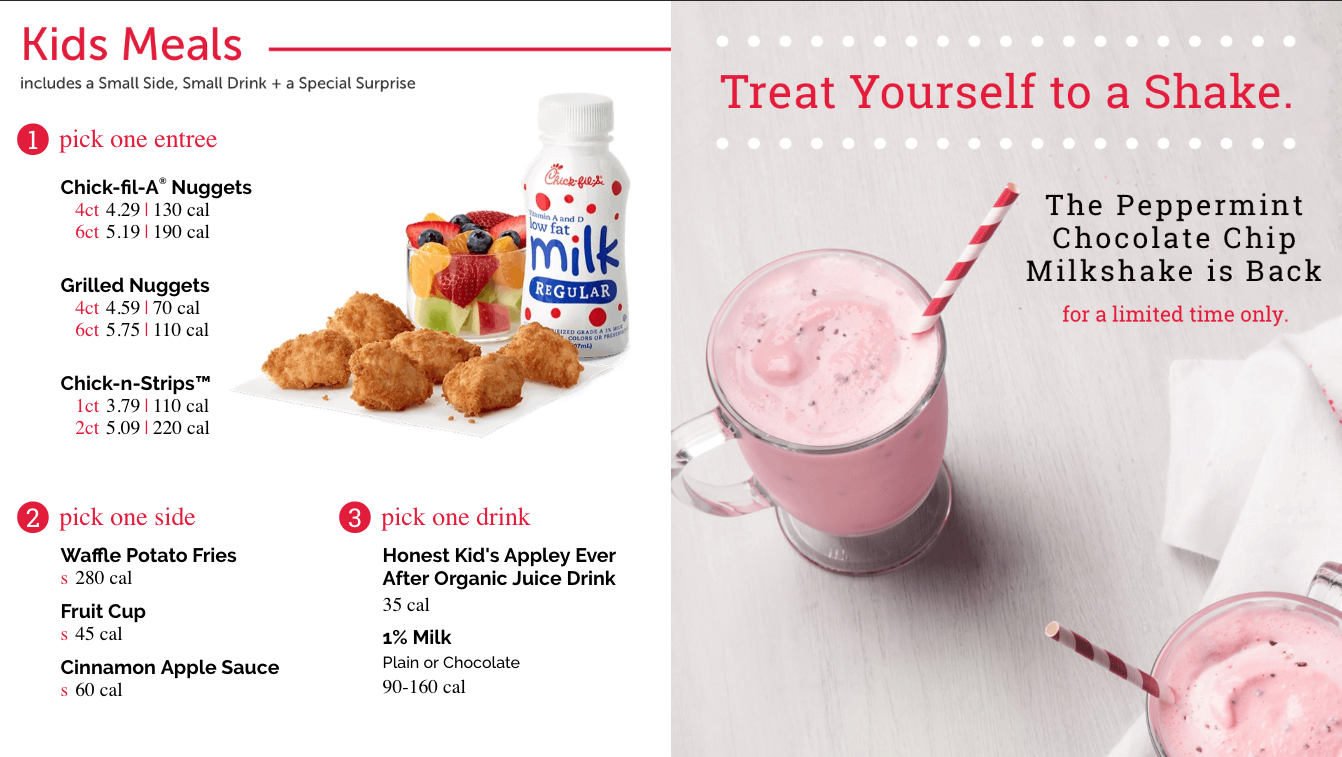 Kids Meals
includes a Small Side, Small Drink + a Special Surprise
1 pick one entree
Chick-fil-A® Nuggets
4ct 4.29 | 130 cal
6ct 5.19 | 190 cal
Grilled Nuggets
4ct 4.59 | 70 cal
6ct 5.75 | 110 cal
Chick-n-Strips™
1ct 3.79 | 110 cal
2ct 5.09 | 220 cal
Chick-fil-A
Vitamin A and D
low fat
milk
REGULAR
2 pick one side
Waffle Potato Fries
s 280 cal
Fruit Cup
s 45 cal
Cinnamon Apple Sauce
s 60 cal
3 pick one drink
Honest Kid's Appley Ever
After Organic Juice Drink
35 cal
1% Milk
Plain or Chocolate
90-160 cal
Treat Yourself to a Shake.
The Peppermint
Chocolate Chip
Milkshake is Back
for a limited time only.